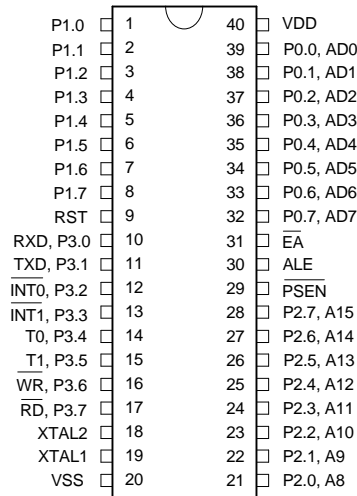 P1.0 1 40 VDD
P1.1 2 39 P0.0, AD0
P1.2 3 38 P0.1, AD1
P1.3 4 37 P0.2, AD2
P1.4 5 36 P0.3, AD3
P1.5 6 35 P0.4, AD4
P1.6 7 34 P0.5, AD5
P1.7 8 33 P0.6, AD6
RST 9 32 P0.7, AD7
RXD, P3.0 10 31 E̅A̅
TXD, P3.1 11 30 ALE
I̅N̅T̅0̅, P3.2 12 29 P̅S̅E̅N̅
I̅N̅T̅1̅, P3.3 13 28 P2.7, A15
T0, P3.4 14 27 P2.6, A14
T1, P3.5 15 26 P2.5, A13
W̅R̅, P3.6 16 25 P2.4, A12
R̅D̅, P3.7 17 24 P2.3, A11
XTAL2 18 23 P2.2, A10
XTAL1 19 22 P2.1, A9
VSS 20 21 P2.0, A8